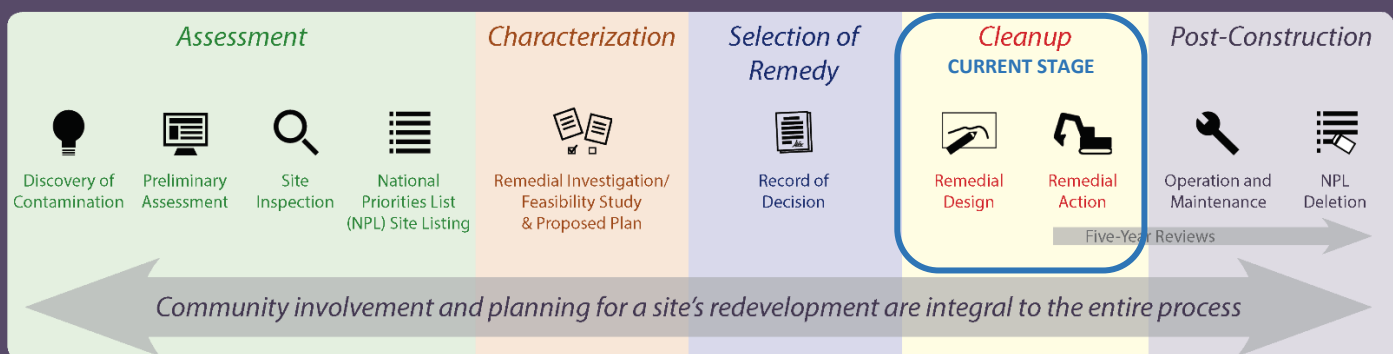 Assessment
Discovery of
Contamination
Preliminary
Assessment
Site
Inspection
National
Priorities List
(NPL) Site Listing
Characterization
Remedial Investigation/
Feasibility Study
& Proposed Plan
Selection of
Remedy
Record of
Decision
Cleanup
CURRENT STAGE
Remedial
Design
Remedial
Action
Post-Construction
Operation and
Maintenance
NPL
Deletion
Five-Year Reviews
Community involvement and planning for a site's redevelopment are integral to the entire process